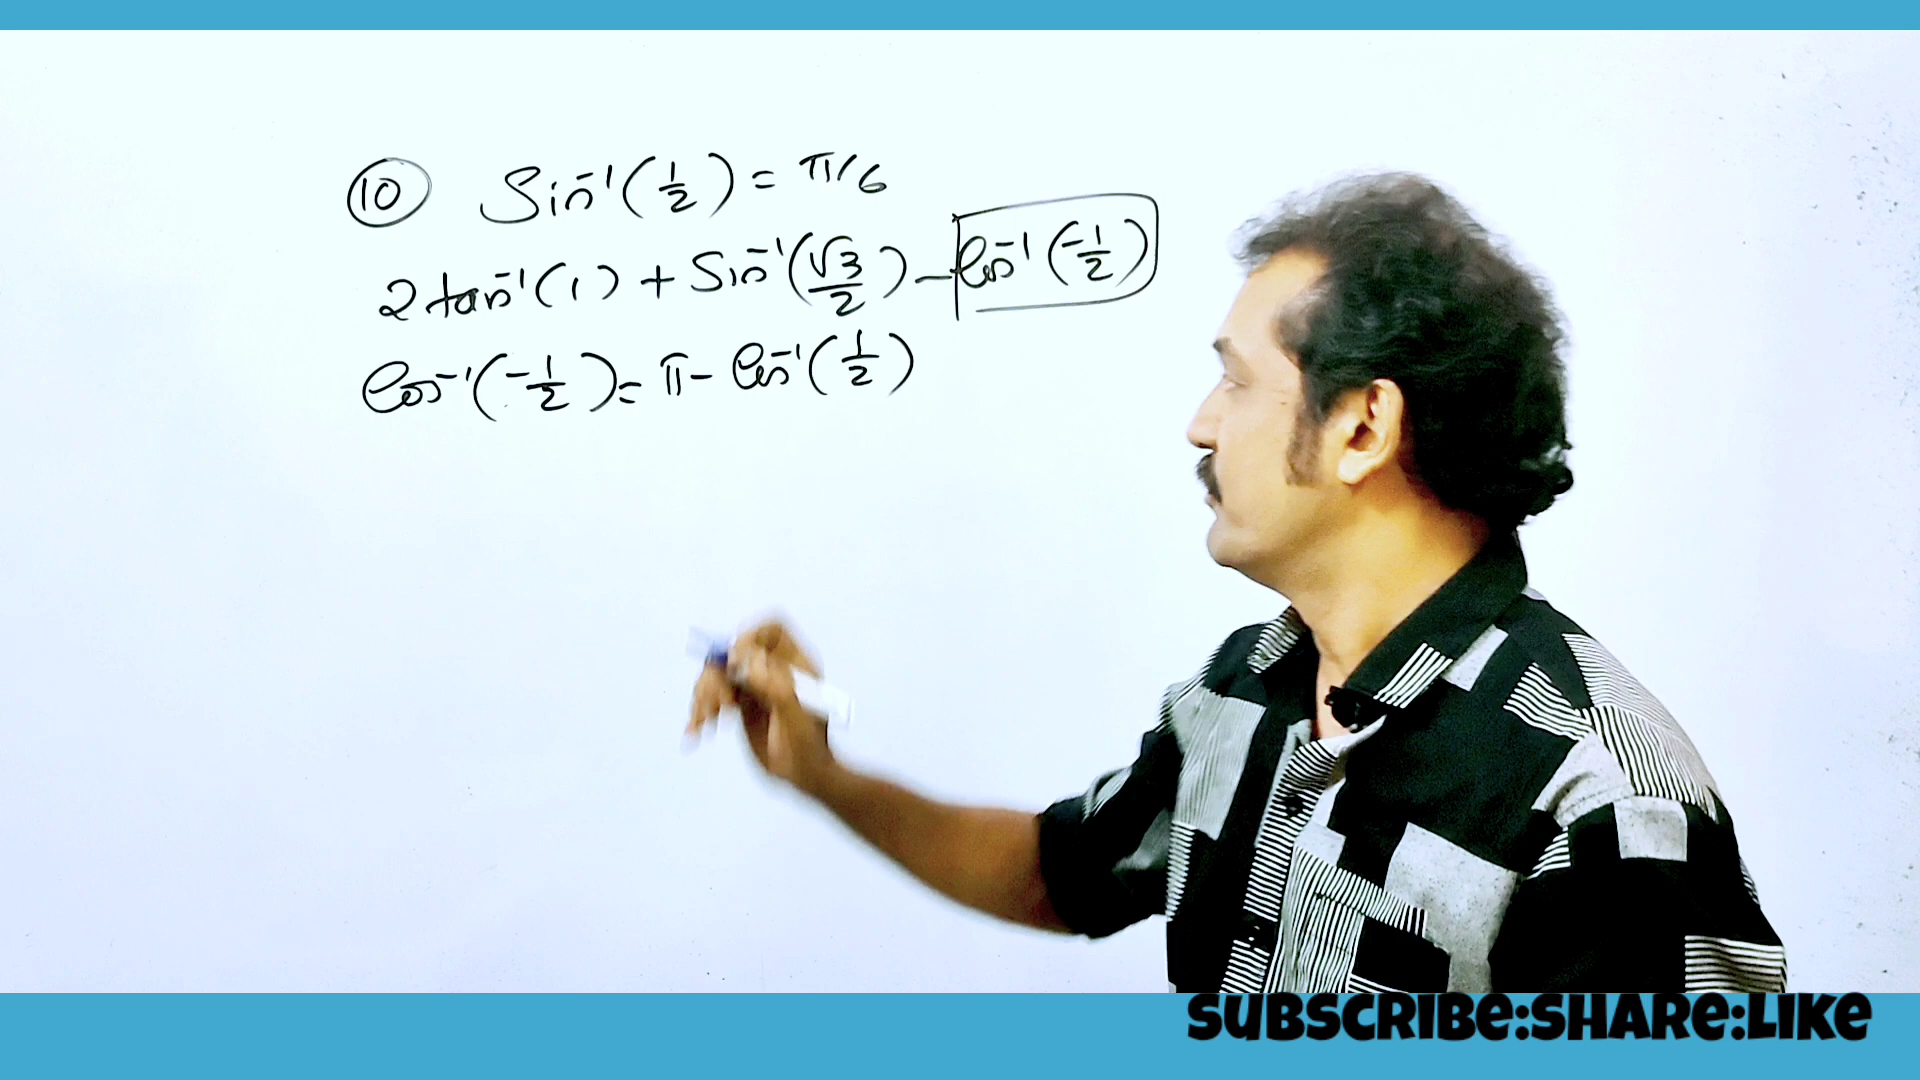 10 Sin⁻¹(1/2) = π/6
2tan⁻¹(1) + Sin⁻¹(√3/2) - Cos⁻¹(-1/2)
Cos⁻¹(-1/2) = π - Cos⁻¹(1/2)
SUBSCRIBE:SHARE:LIKE